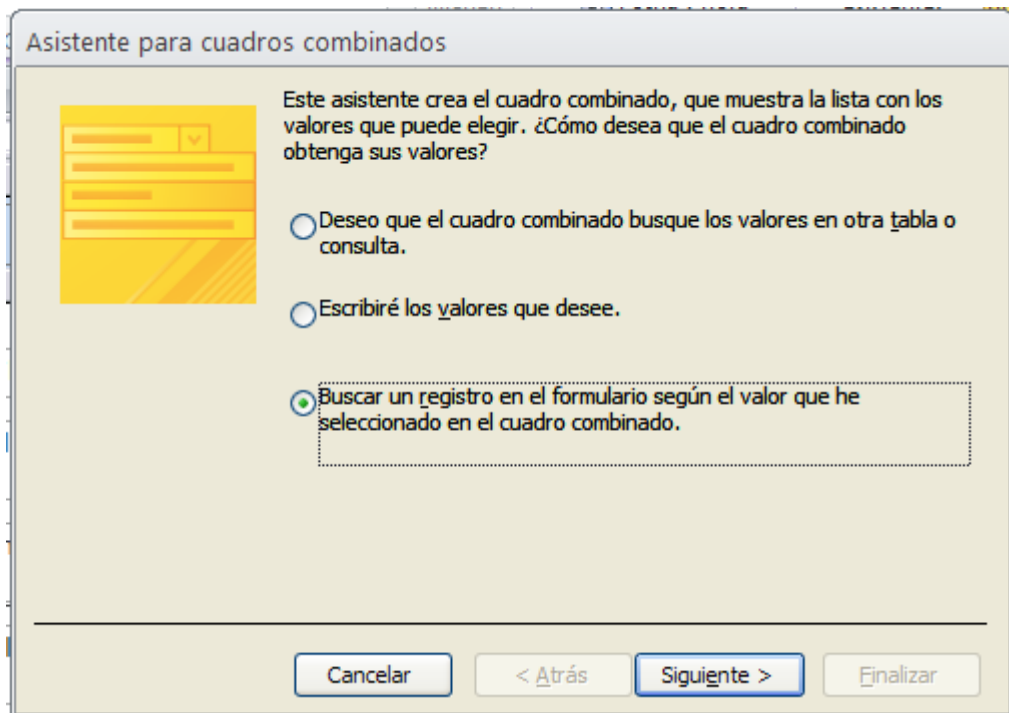 Asistente para cuadros combinados
Este asistente crea el cuadro combinado, que muestra la lista con los
valores que puede elegir. ¿Cómo desea que el cuadro combinado
obtenga sus valores?
Deseo que el cuadro combinado busque los valores en otra tabla o
consulta.
Escribiré los valores que desee.
Buscar un registro en el formulario según el valor que he
seleccionado en el cuadro combinado.
Cancelar
< Atrás
Siguiente >
Finalizar